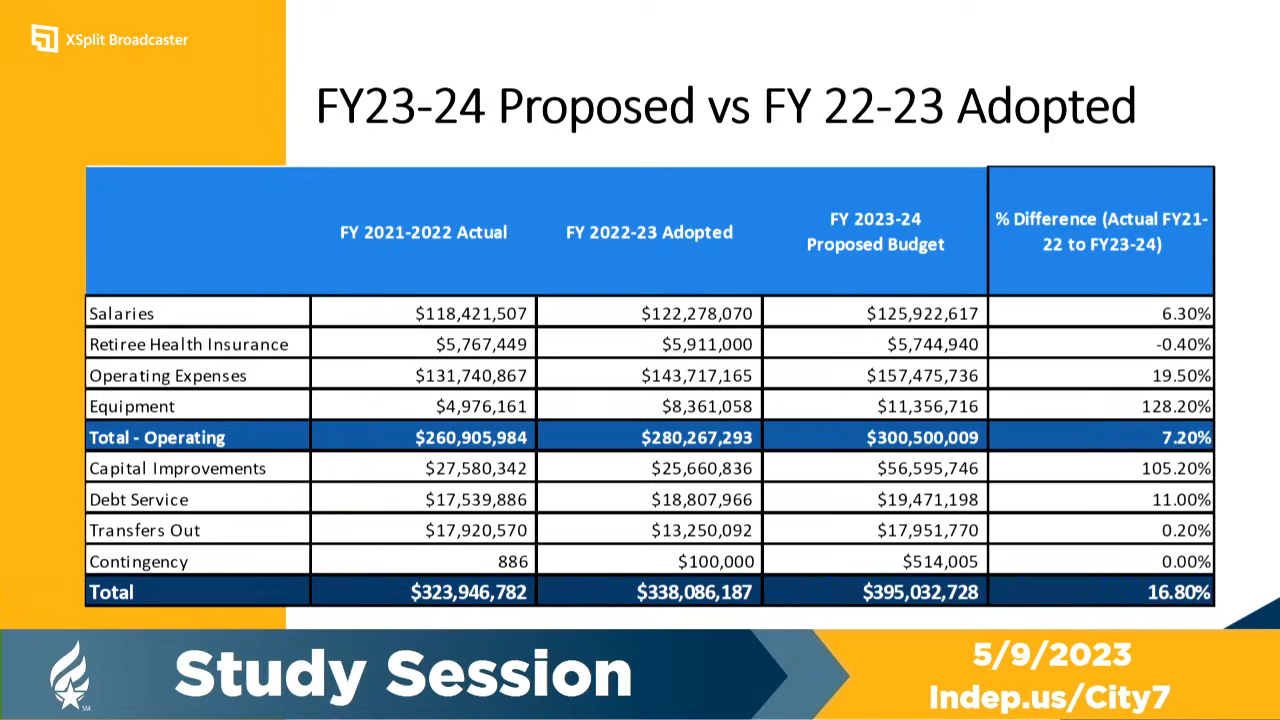 XSplit Broadcaster
FY23-24 Proposed vs FY 22-23 Adopted
FY 2021-2022 Actual FY 2022-23 Adopted FY 2023-24 Proposed Budget % Difference (Actual FY21-22 to FY23-24)
Salaries $118,421,507 $122,278,070 $125,922,617 6.30%
Retiree Health Insurance $5,767,449 $5,911,000 $5,744,940 -0.40%
Operating Expenses $131,740,867 $143,717,165 $157,475,736 19.50%
Equipment $4,976,161 $8,361,058 $11,356,716 128.20%
Total - Operating $260,905,984 $280,267,293 $300,500,009 7.20%
Capital Improvements $27,580,342 $25,660,836 $56,595,746 105.20%
Debt Service $17,539,886 $18,807,966 $19,471,198 11.00%
Transfers Out $17,920,570 $13,250,092 $17,951,770 0.20%
Contingency 886 $100,000 $514,005 0.00%
Total $323,946,782 $338,086,187 $395,032,728 16.80%
Study Session
SM
5/9/2023
Indep.us/City7